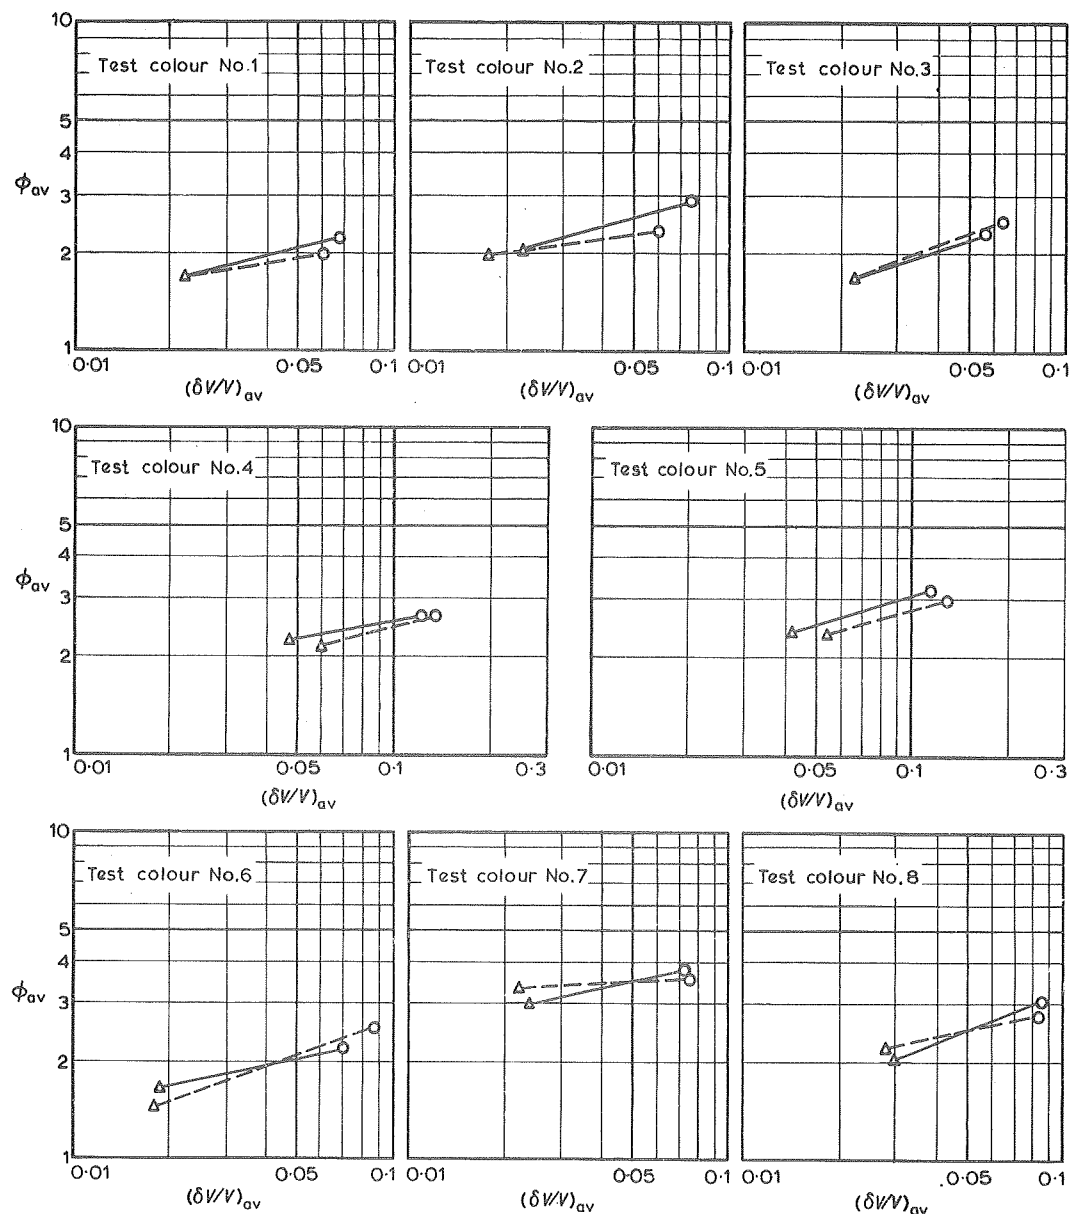 10
Test colour No.1
Test colour No.2
Test colour No.3
5
4
3
ϕav
2
1
0·01 0·05 0·1 0·01 0·05 0·1 0·01 0·05 0·1
(δV/V)av (δV/V)av (δV/V)av
10
Test colour No.4
Test colour No.5
5
4
3
ϕav
2
1
0·01 0·05 0·1 0·3 0·01 0·05 0·1 0·3
(δV/V)av (δV/V)av
10
Test colour No.6
Test colour No.7
Test colour No.8
5
4
3
ϕav
2
1
0·01 0·05 0·1 0·01 0·05 0·1 0·01 0·05 0·1
(δV/V)av (δV/V)av (δV/V)av